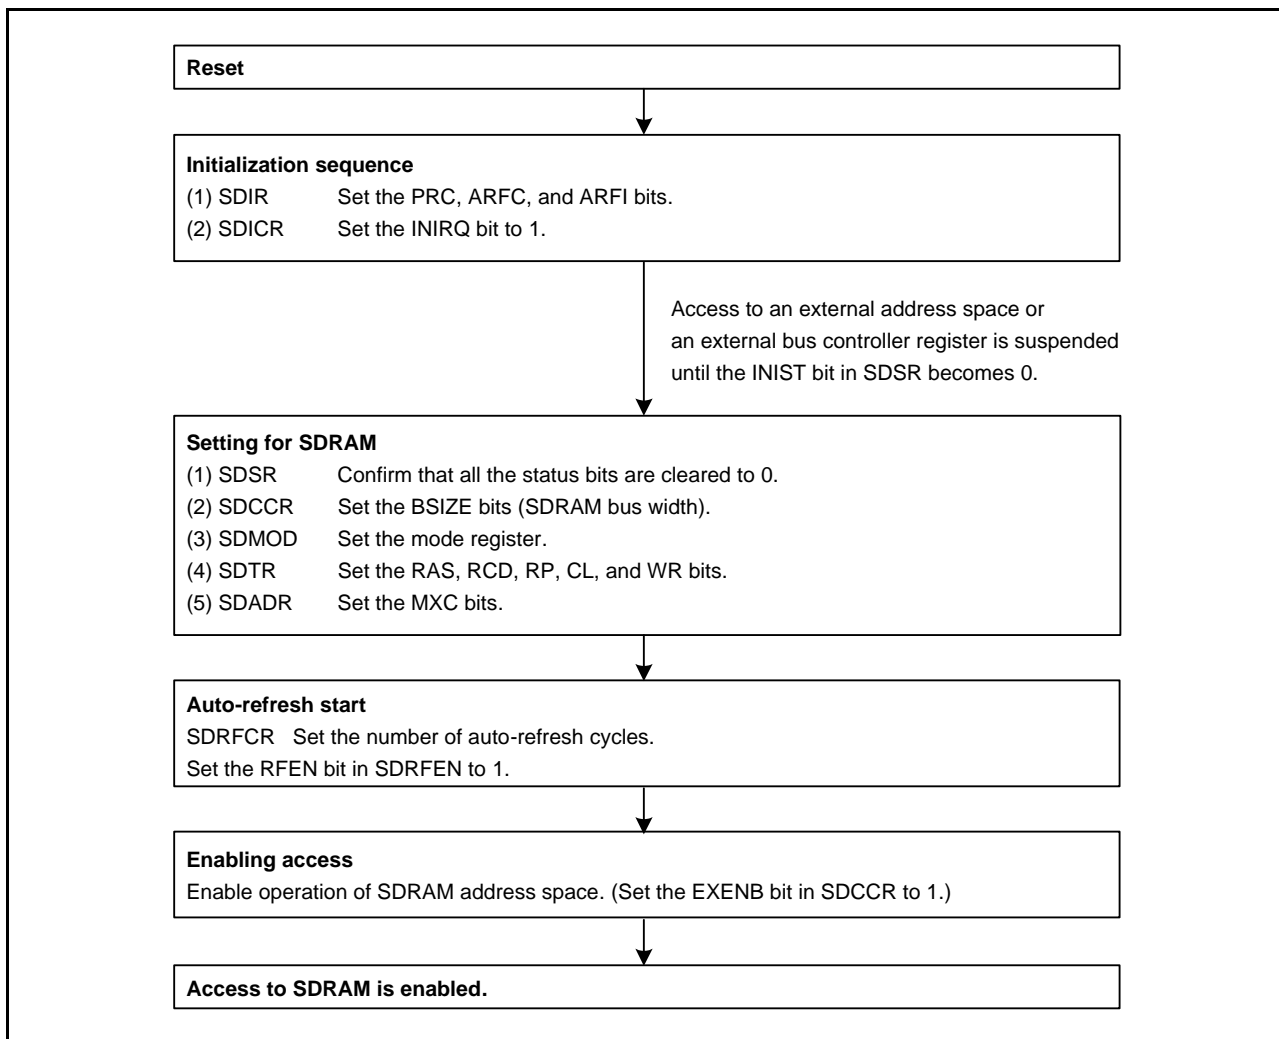 Reset
Initialization sequence
(1) SDIR Set the PRC, ARFC, and ARFI bits.
(2) SDICR Set the INIRQ bit to 1.
Access to an external address space or
an external bus controller register is suspended
until the INIST bit in SDSR becomes 0.
Setting for SDRAM
(1) SDSR Confirm that all the status bits are cleared to 0.
(2) SDCCR Set the BSIZE bits (SDRAM bus width).
(3) SDMOD Set the mode register.
(4) SDTR Set the RAS, RCD, RP, CL, and WR bits.
(5) SDADR Set the MXC bits.
Auto-refresh start
SDRFCR Set the number of auto-refresh cycles.
Set the RFEN bit in SDRFEN to 1.
Enabling access
Enable operation of SDRAM address space. (Set the EXENB bit in SDCCR to 1.)
Access to SDRAM is enabled.